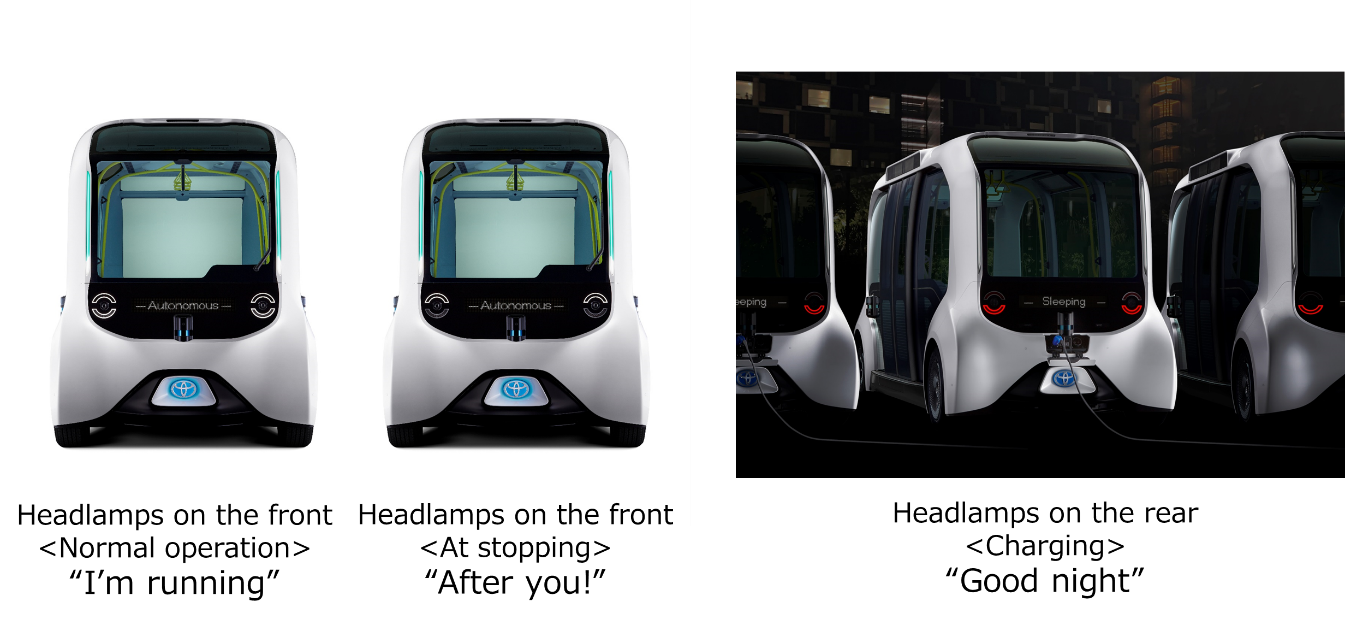 — Autonomous —
— Autonomous —
eeping —
— Sleeping —
Headlamps on the front
<Normal operation>
“I’m running”
Headlamps on the front
<At stopping>
“After you!”
Headlamps on the rear
<Charging>
“Good night”